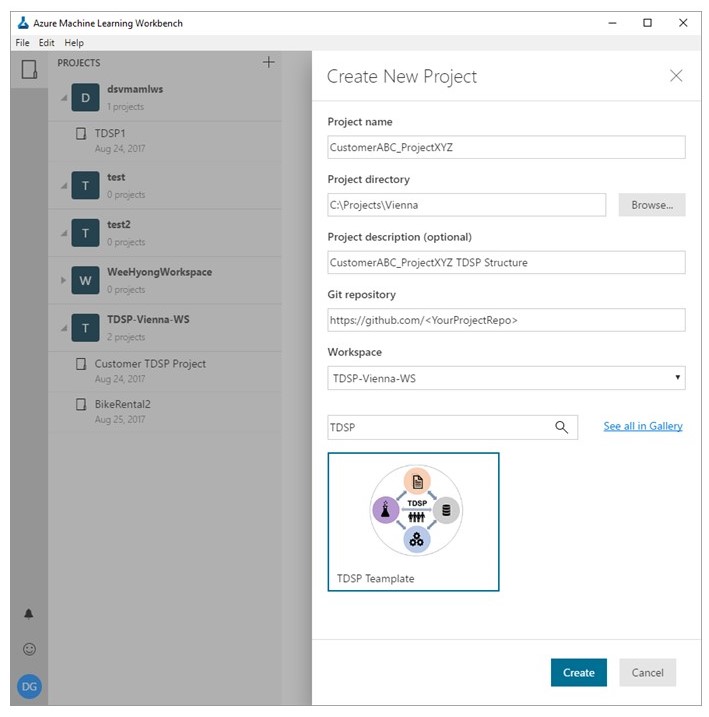 Azure Machine Learning Workbench
File Edit Help
PROJECTS
D
dsvmamlws
1 projects
TDSP1
Aug 24, 2017
T
test
0 projects
T
test2
0 projects
W
WeeHyongWorkspace
0 projects
T
TDSP-Vienna-WS
2 projects
Customer TDSP Project
Aug 24, 2017
BikeRental2
Aug 25, 2017
DG
Create New Project
Project name
CustomerABC_ProjectXYZ
Project directory
C:\Projects\Vienna
Browse...
Project description (optional)
CustomerABC_ProjectXYZ TDSP Structure
Git repository
https://github.com/<YourProjectRepo>
Workspace
TDSP-Vienna-WS
TDSP
See all in Gallery
TDSP
TDSP Teamplate
Create
Cancel